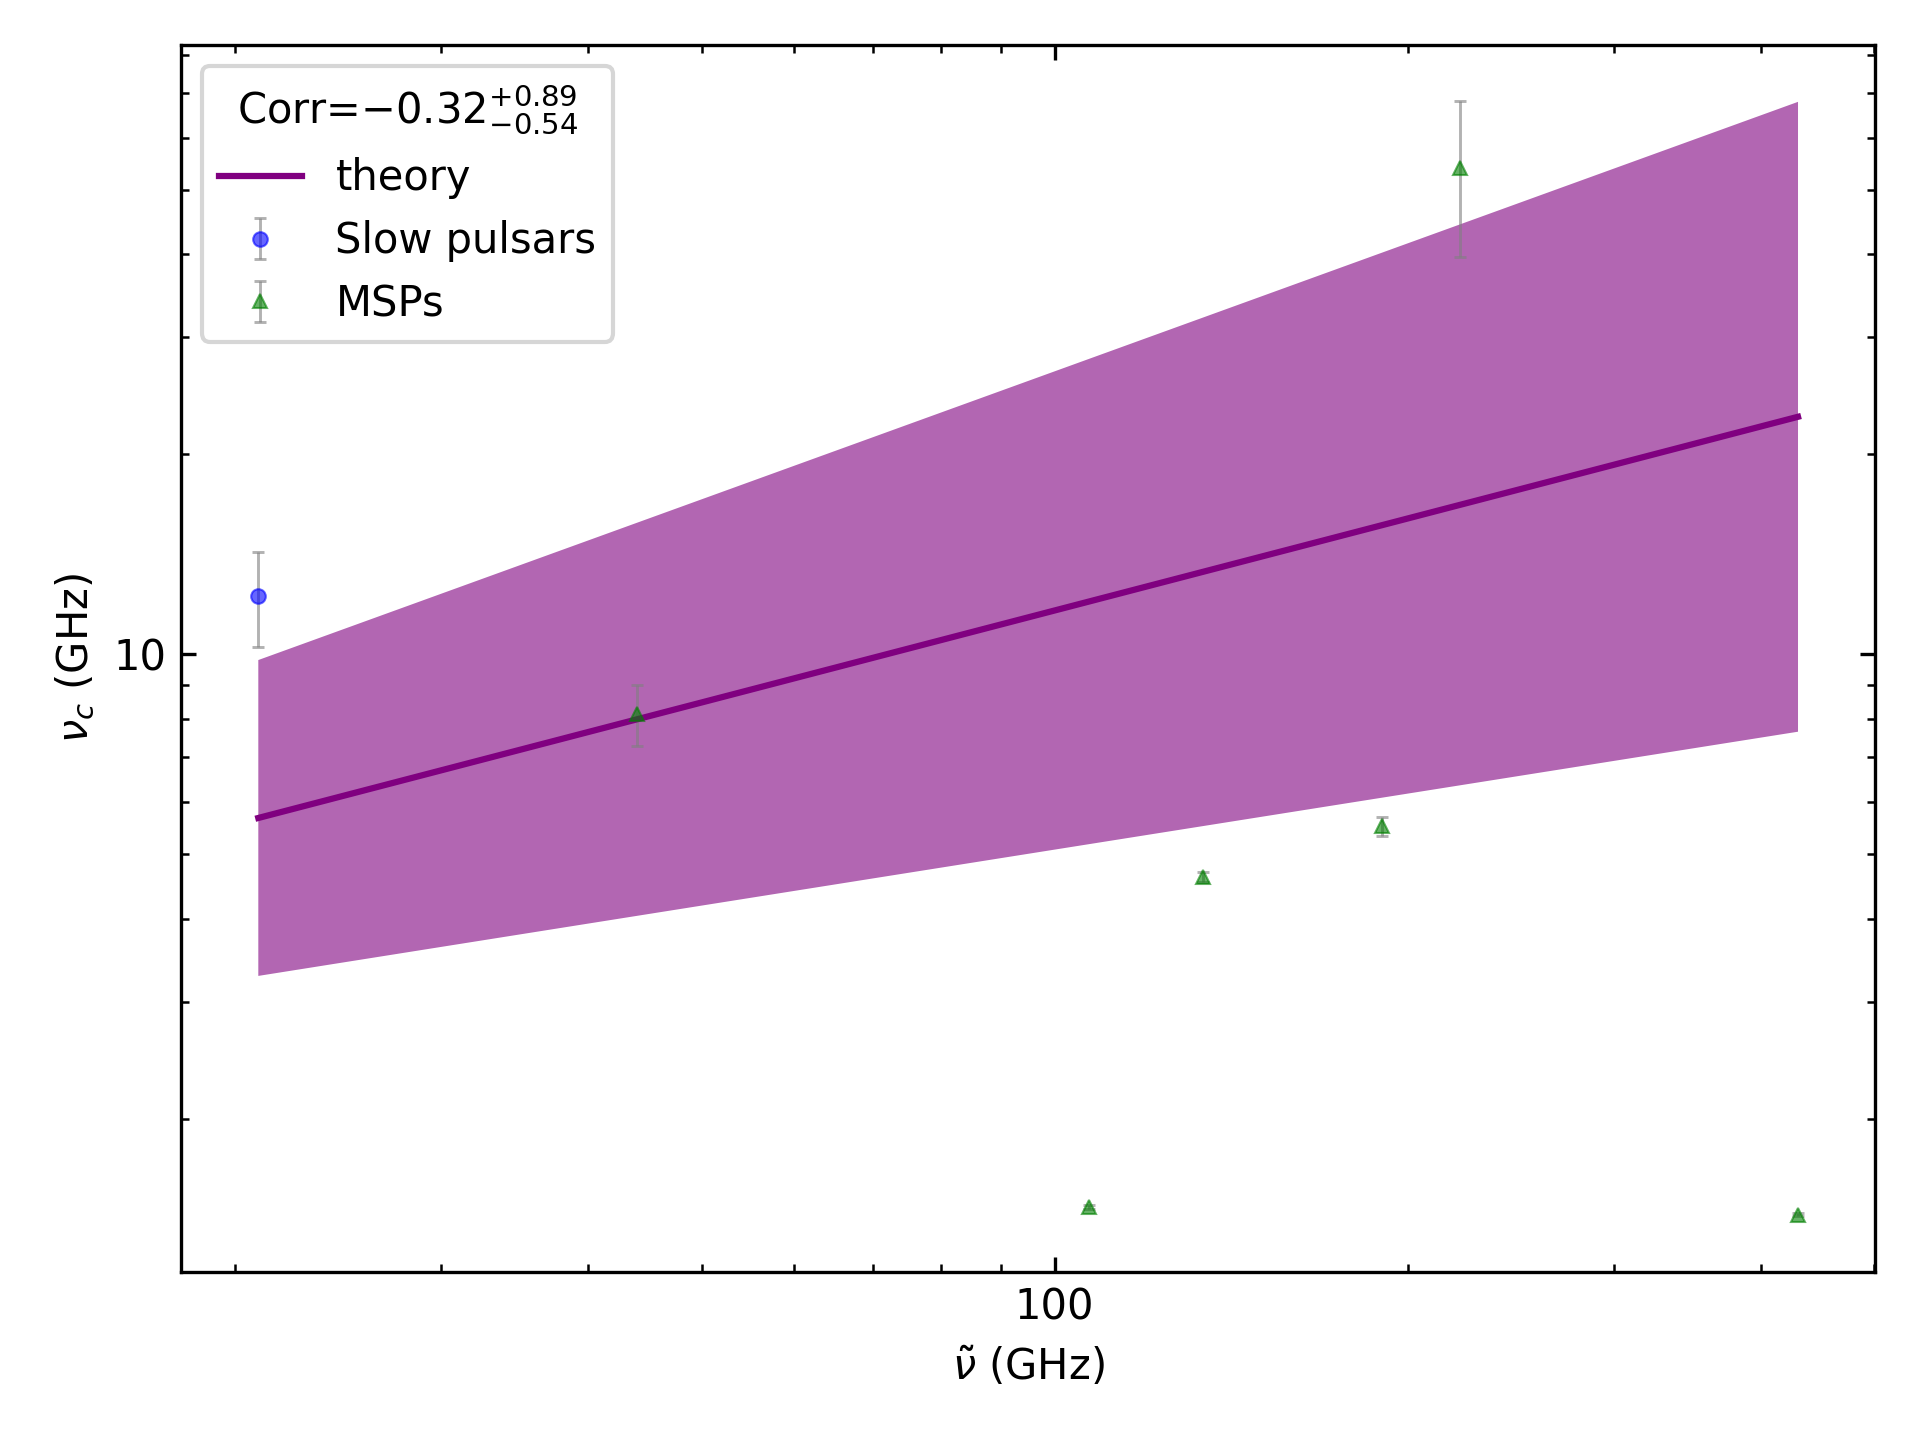 Corr=−0.32+0.89−0.54
theory
Slow pulsars
MSPs
νc (GHz)
10
100
ν̃ (GHz)